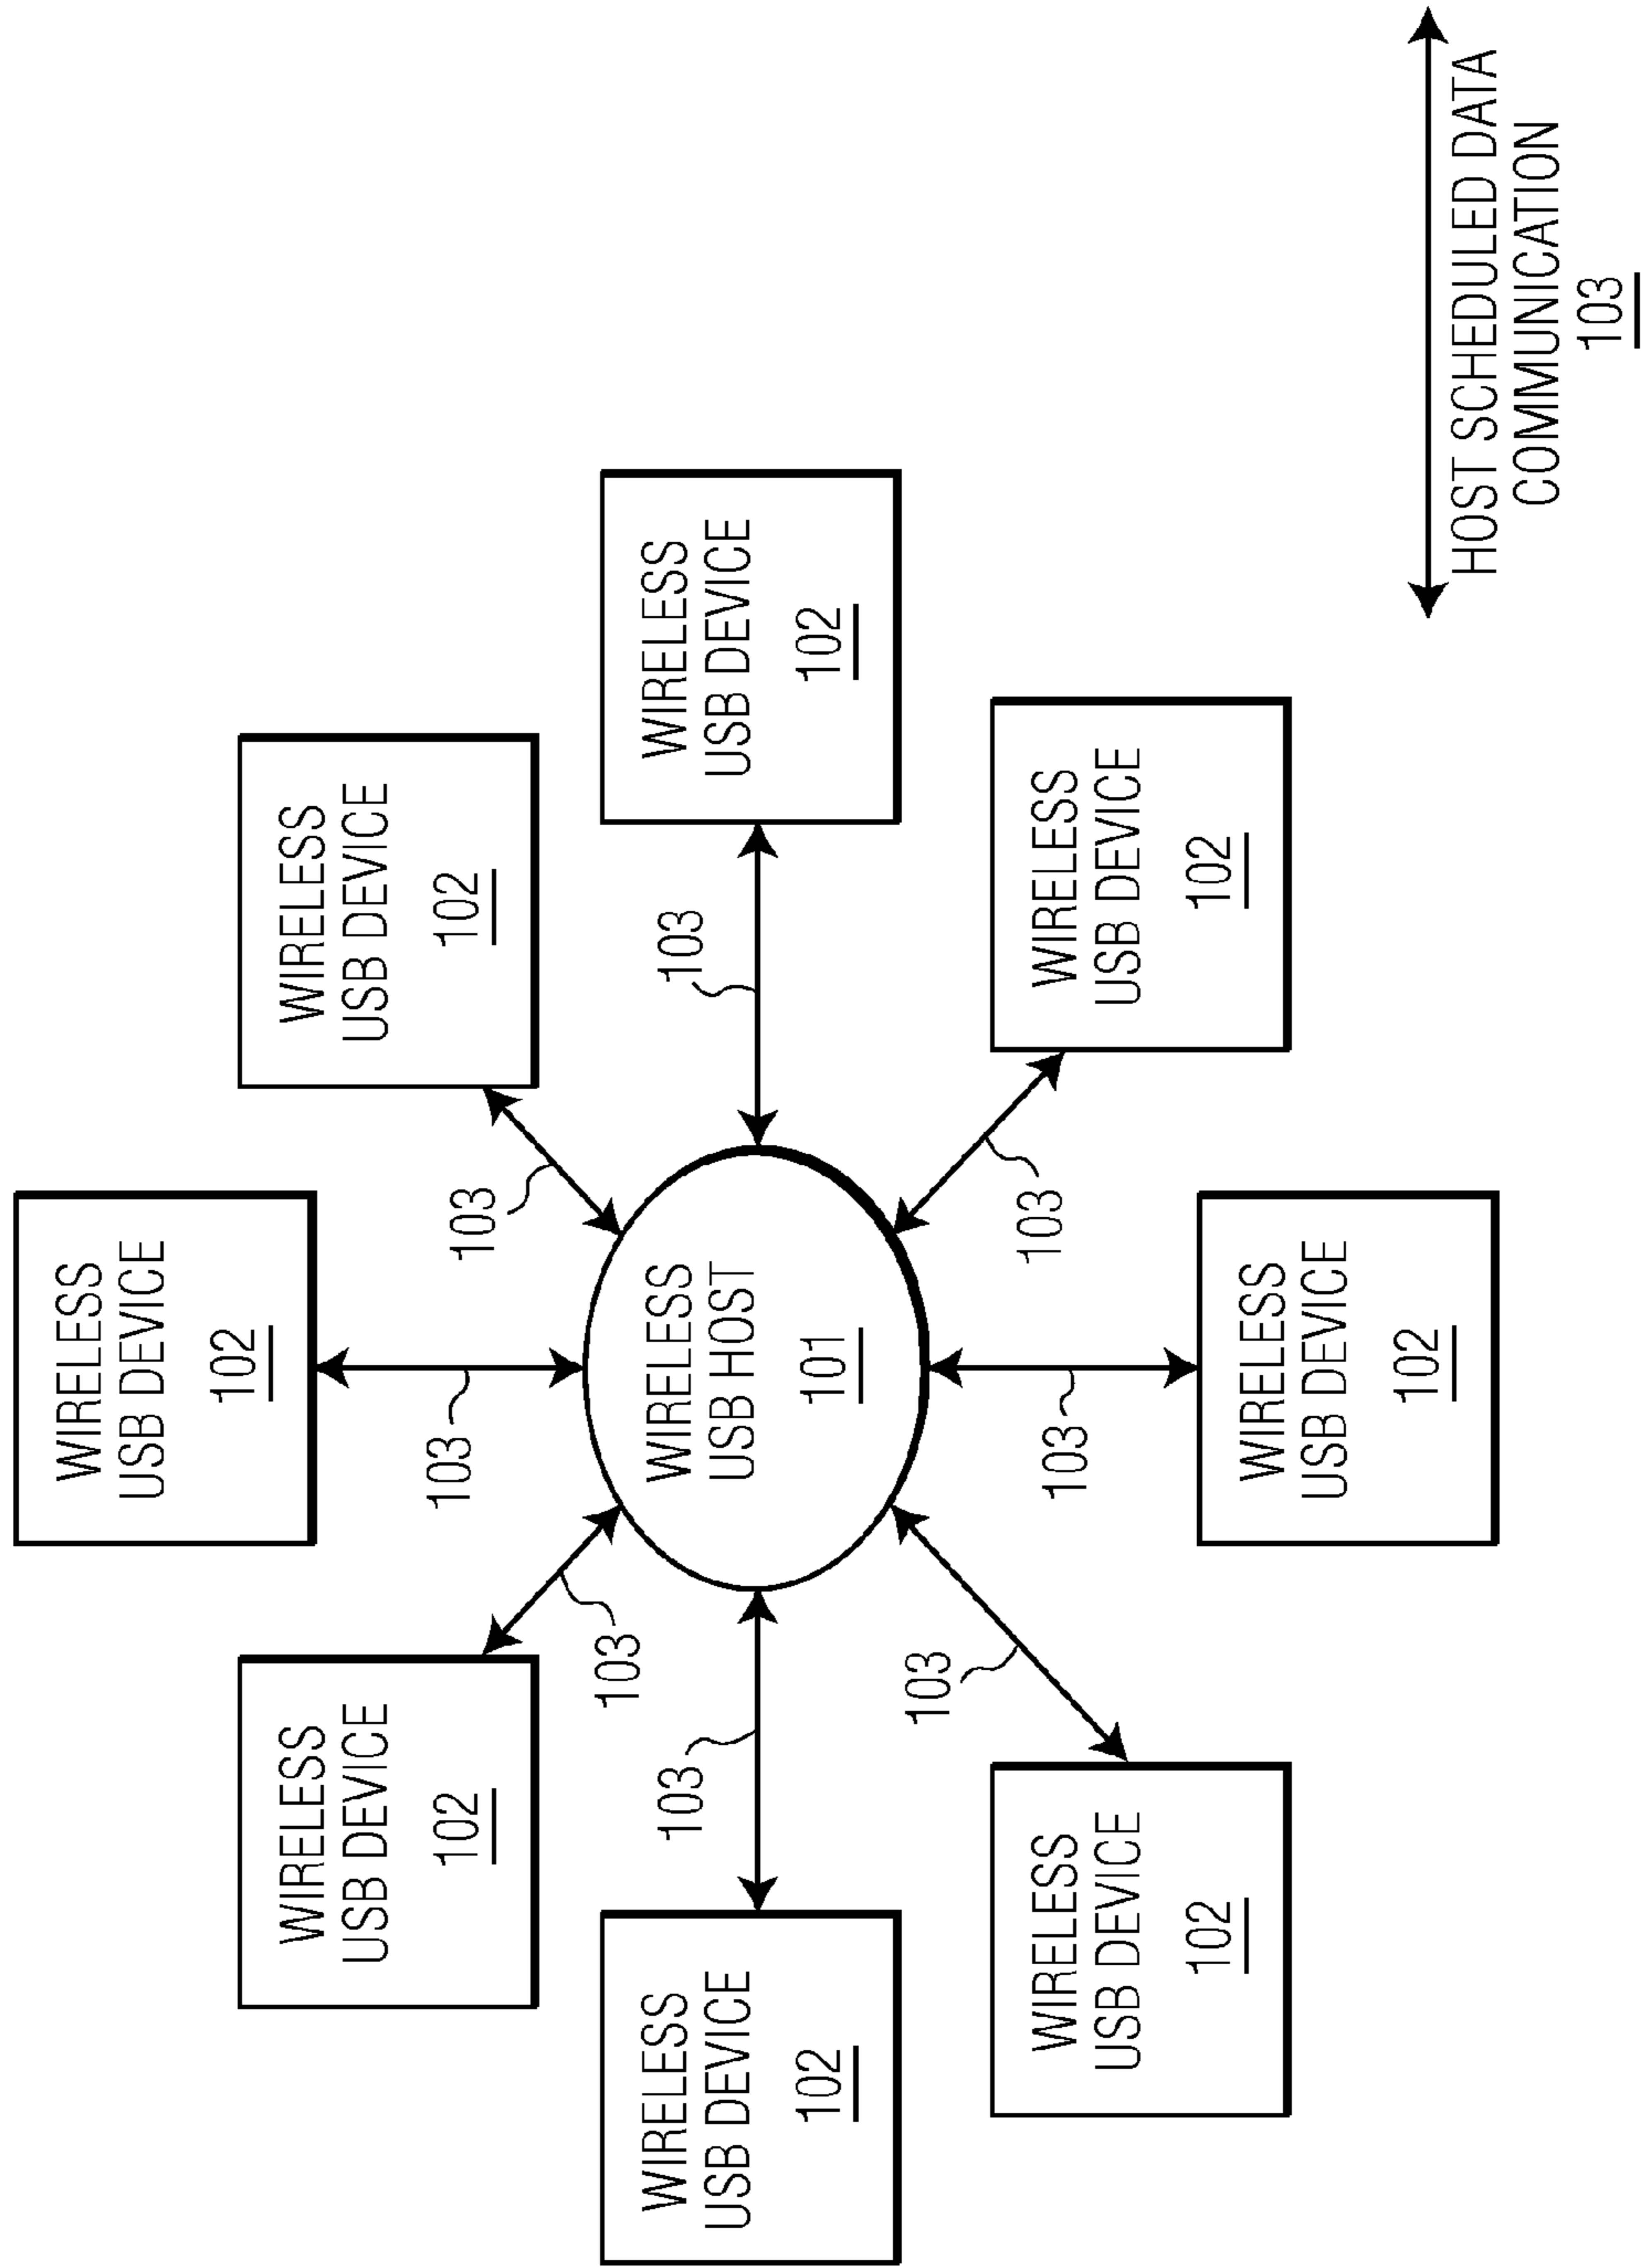 WIRELESS
USB DEVICE
102
WIRELESS
USB DEVICE
102
WIRELESS
USB DEVICE
102
103
103
103
WIRELESS
USB DEVICE
102
103
WIRELESS
USB HOST
101
103
WIRELESS
USB DEVICE
102
103
103
103
WIRELESS
USB DEVICE
102
WIRELESS
USB DEVICE
102
WIRELESS
USB DEVICE
102
HOST SCHEDULED DATA
COMMUNICATION
103